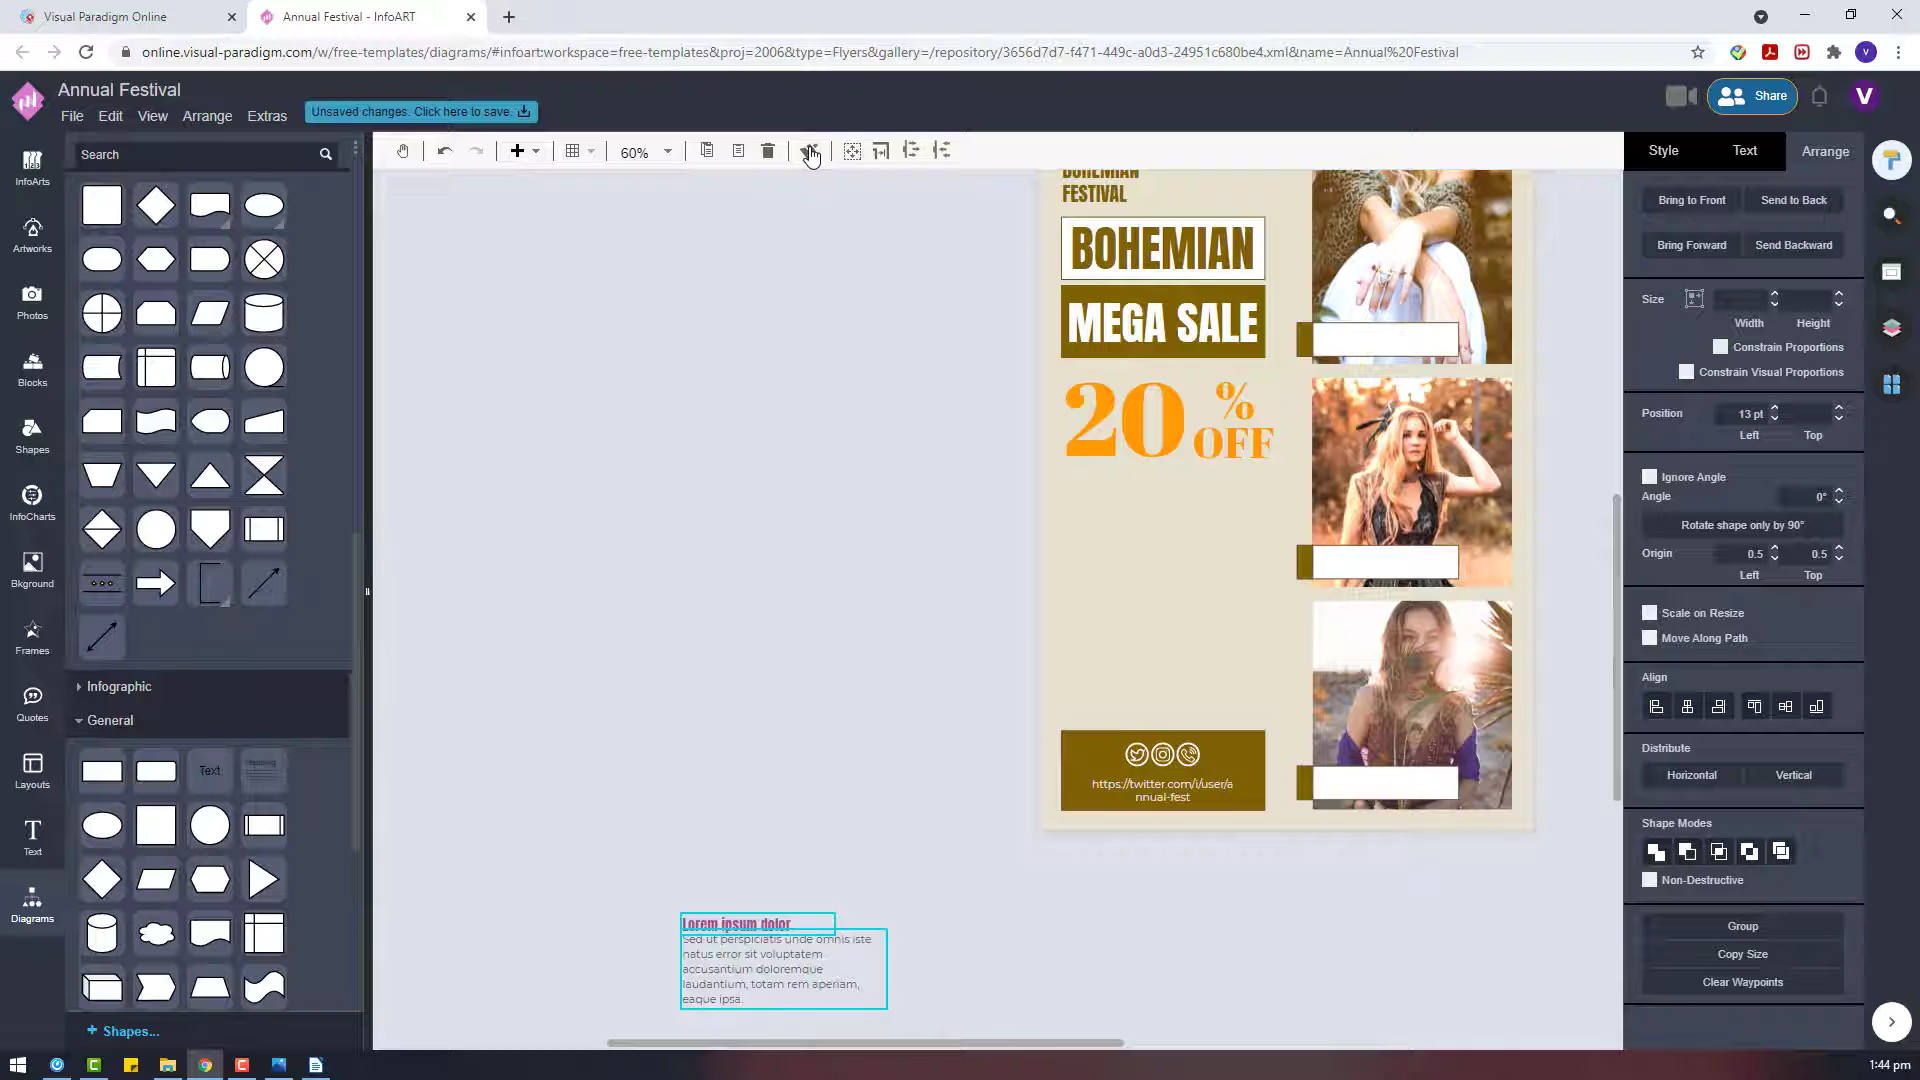 Visual Paradigm Online
Annual Festival - InfoART
online.visual-paradigm.com/w/free-templates/diagrams/#infoart:workspace=free-templates&proj=2006&type=Flyers&gallery=/repository/3656d7d7-f471-449c-a0d3-24951c680be4.xml&name=Annual%20Festival
V
Annual Festival
File Edit View Arrange Extras
Unsaved changes. Click here to save.
Share
V
Search
60%
InfoArts
Artworks
Photos
Blocks
Shapes
InfoCharts
Bkground
Frames
Quotes
Layouts
Text
Diagrams
Infographic
General
Text
Heading
+ Shapes...
BOHEMIAN
FESTIVAL
BOHEMIAN
MEGA SALE
20 %
OFF
https://twitter.com/i/user/a
nnual-fest
Lorem ipsum dolor
Sed ut perspiciatis unde omnis iste
natus error sit voluptatem
accusantium doloremque
laudantium, totam rem aperiam,
eaque ipsa.
Style Text Arrange
Bring to Front Send to Back
Bring Forward Send Backward
Size
Width Height
Constrain Proportions
Constrain Visual Proportions
Position 13 pt
Left Top
Ignore Angle
Angle 0°
Rotate shape only by 90°
Origin 0.5 0.5
Left Top
Scale on Resize
Move Along Path
Align
Distribute
Horizontal Vertical
Shape Modes
Non-Destructive
Group
Copy Size
Clear Waypoints
1:44 pm